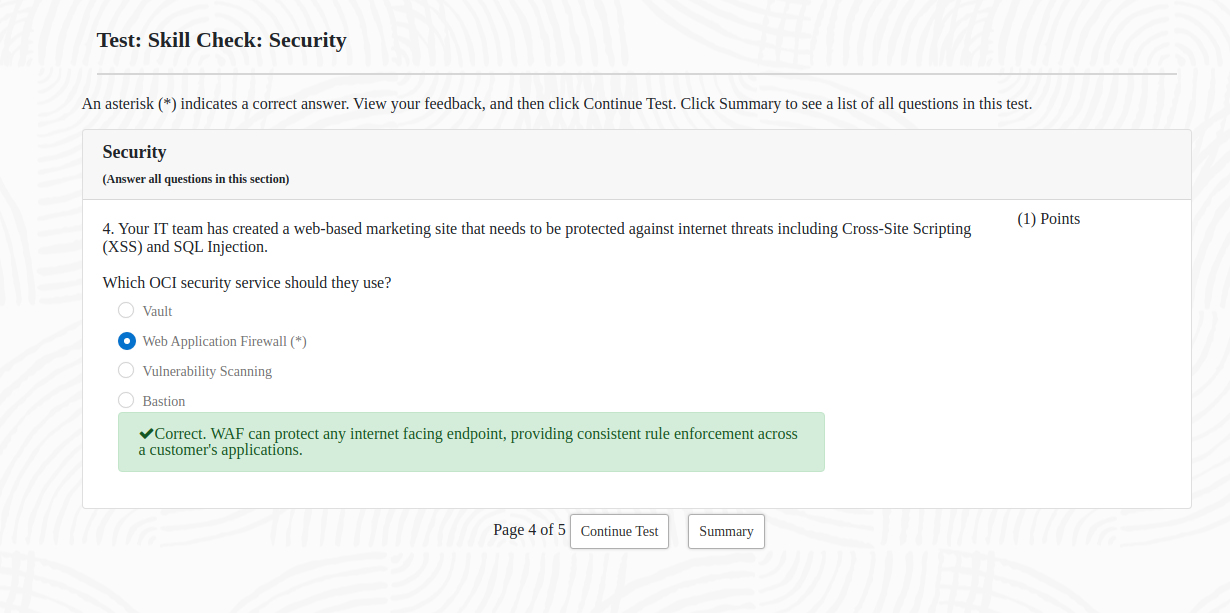 Test: Skill Check: Security
An asterisk (*) indicates a correct answer. View your feedback, and then click Continue Test. Click Summary to see a list of all questions in this test.
Security
(Answer all questions in this section)
4. Your IT team has created a web-based marketing site that needs to be protected against internet threats including Cross-Site Scripting
(XSS) and SQL Injection.
(1) Points
Which OCI security service should they use?
Vault
Web Application Firewall (*)
Vulnerability Scanning
Bastion
Correct. WAF can protect any internet facing endpoint, providing consistent rule enforcement across
a customer's applications.
Page 4 of 5 Continue Test Summary